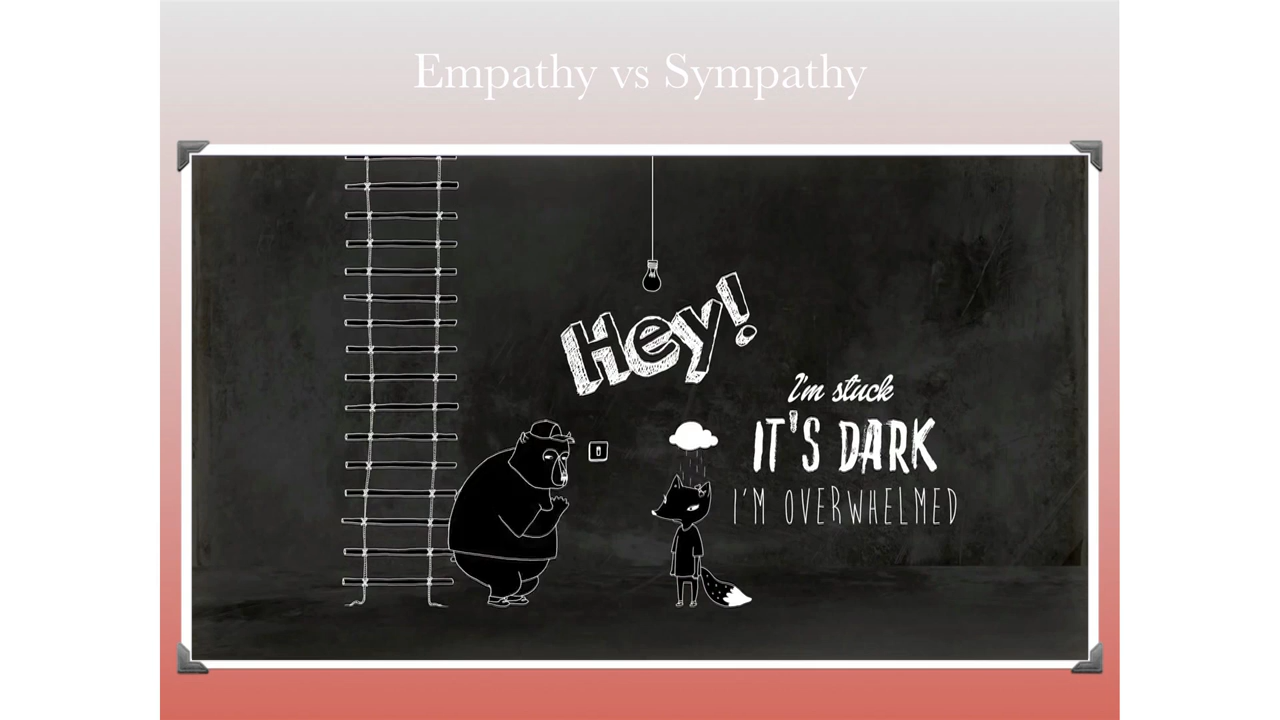 Empathy vs Sympathy
Hey!
I'm stuck
IT'S DARK
I'M OVERWHELMED